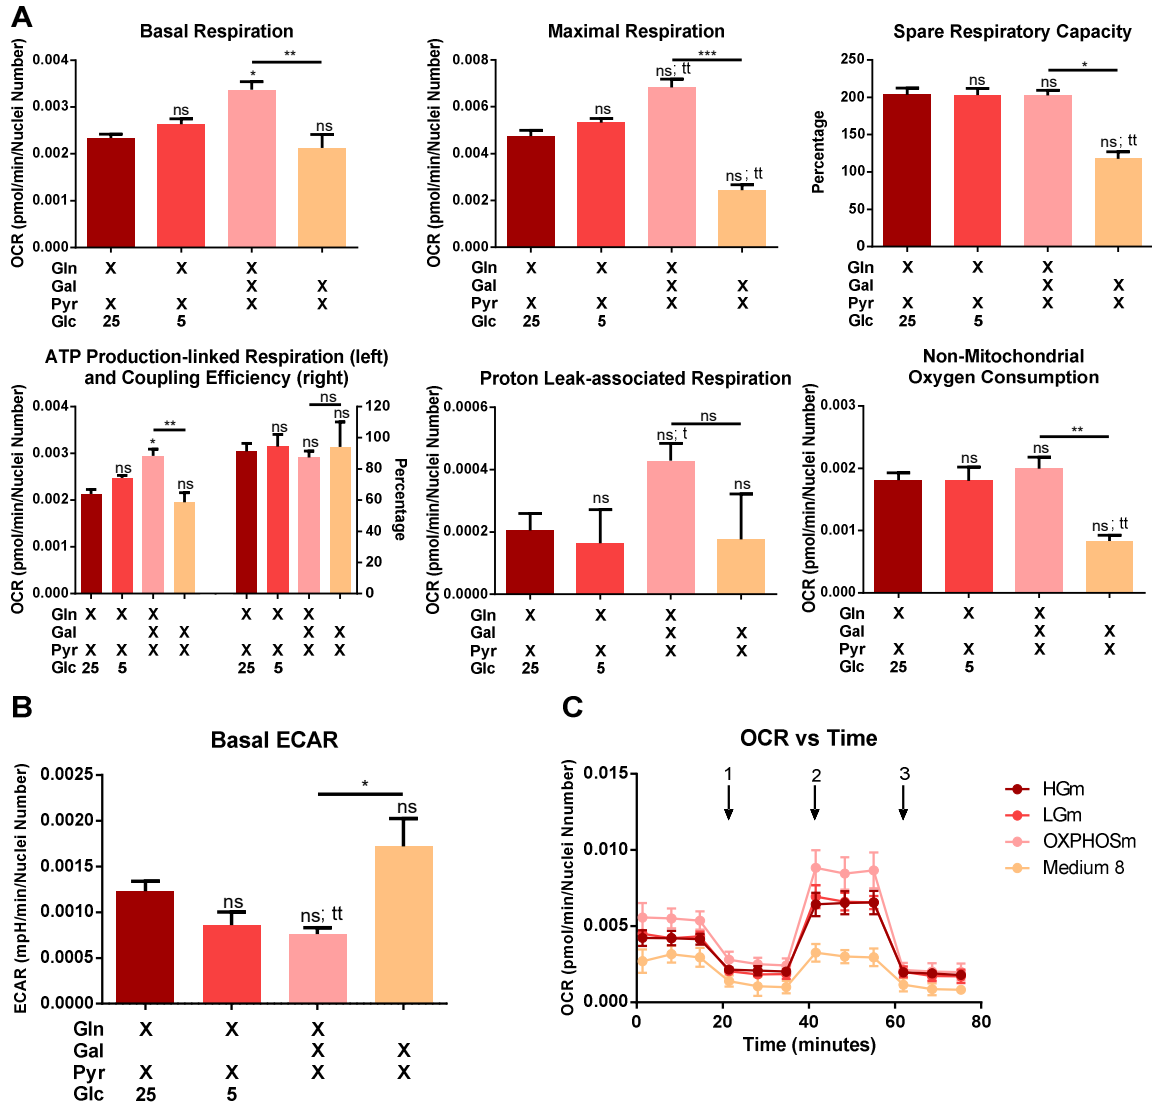 A
Basal Respiration
OCR (pmol/min/Nuclei Number)
0.004
0.003
0.002
0.001
0.000
ns
*
**
ns
Gln X X X
Gal X X
Pyr X X X X
Glc 25 5
Maximal Respiration
OCR (pmol/min/Nuclei Number)
0.008
0.006
0.004
0.002
0.000
ns
ns; tt
***
ns; tt
Gln X X X
Gal X X
Pyr X X X X
Glc 25 5
Spare Respiratory Capacity
Percentage
250
200
150
100
50
0
ns
ns
*
ns; tt
Gln X X X
Gal X X
Pyr X X X X
Glc 25 5
ATP Production-linked Respiration (left)
and Coupling Efficiency (right)
OCR (pmol/min/Nuclei Number)
0.004
0.003
0.002
0.001
0.000
ns
*
**
ns
ns
ns
ns
ns
120
100
80
60
40
20
0
Percentage
Gln X X X X X X
Gal X X X X
Pyr X X X X X X X X
Glc 25 5 25 5
Proton Leak-associated Respiration
OCR (pmol/min/Nuclei Number)
0.0006
0.0004
0.0002
0.0000
ns
ns; t
ns
ns
Gln X X X
Gal X X
Pyr X X X X
Glc 25 5
Non-Mitochondrial
Oxygen Consumption
OCR (pmol/min/Nuclei Number)
0.003
0.002
0.001
0.000
ns
ns
**
ns; tt
Gln X X X
Gal X X
Pyr X X X X
Glc 25 5
B
Basal ECAR
ECAR (mpH/min/Nuclei Number)
0.0025
0.0020
0.0015
0.0010
0.0005
0.0000
ns
ns; tt
*
ns
Gln X X X
Gal X X
Pyr X X X X
Glc 25 5
C
OCR vs Time
OCR (pmol/min/Nuclei Nnumber)
0.015
0.010
0.005
0.000
1 2 3
0 20 40 60 80
Time (minutes)
HGm
LGm
OXPHOSm
Medium 8